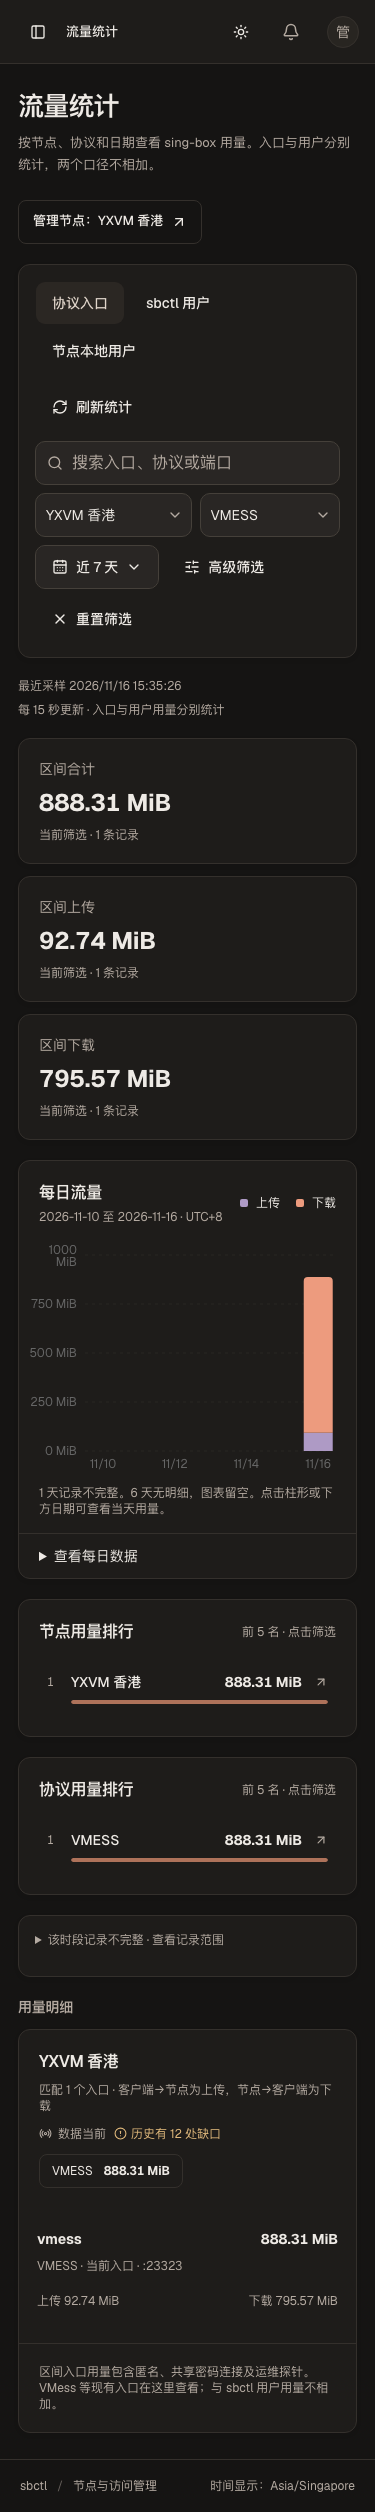 流量统计
管
流量统计
按节点、协议和日期查看 sing-box 用量。入口与用户分别
统计，两个口径不相加。
管理节点：YXVM 香港
协议入口
sbctl 用户
节点本地用户
刷新统计
搜索入口、协议或端口
YXVM 香港
VMESS
近 7 天
高级筛选
重置筛选
最近采样 2026/11/16 15:35:26
每 15 秒更新 · 入口与用户用量分别统计
区间合计
888.31 MiB
当前筛选 · 1 条记录
区间上传
92.74 MiB
当前筛选 · 1 条记录
区间下载
795.57 MiB
当前筛选 · 1 条记录
每日流量
2026-11-10 至 2026-11-16 · UTC+8
上传
下载
1000
MiB
750 MiB
500 MiB
250 MiB
0 MiB
11/10
11/12
11/14
11/16
1 天记录不完整。6 天无明细，图表留空。点击柱形或下
方日期可查看当天用量。
查看每日数据
节点用量排行
前 5 名 · 点击筛选
1 YXVM 香港 888.31 MiB
协议用量排行
前 5 名 · 点击筛选
1 VMESS 888.31 MiB
该时段记录不完整 · 查看记录范围
用量明细
YXVM 香港
匹配 1 个入口 · 客户端→节点为上传，节点→客户端为下
载
数据当前
历史有 12 处缺口
VMESS 888.31 MiB
vmess 888.31 MiB
VMESS · 当前入口 · :23323
上传 92.74 MiB
下载 795.57 MiB
区间入口用量包含匿名、共享密码连接及运维探针。
VMess 等现有入口在这里查看；与 sbctl 用户用量不相
加。
sbctl / 节点与访问管理
时间显示：Asia/Singapore